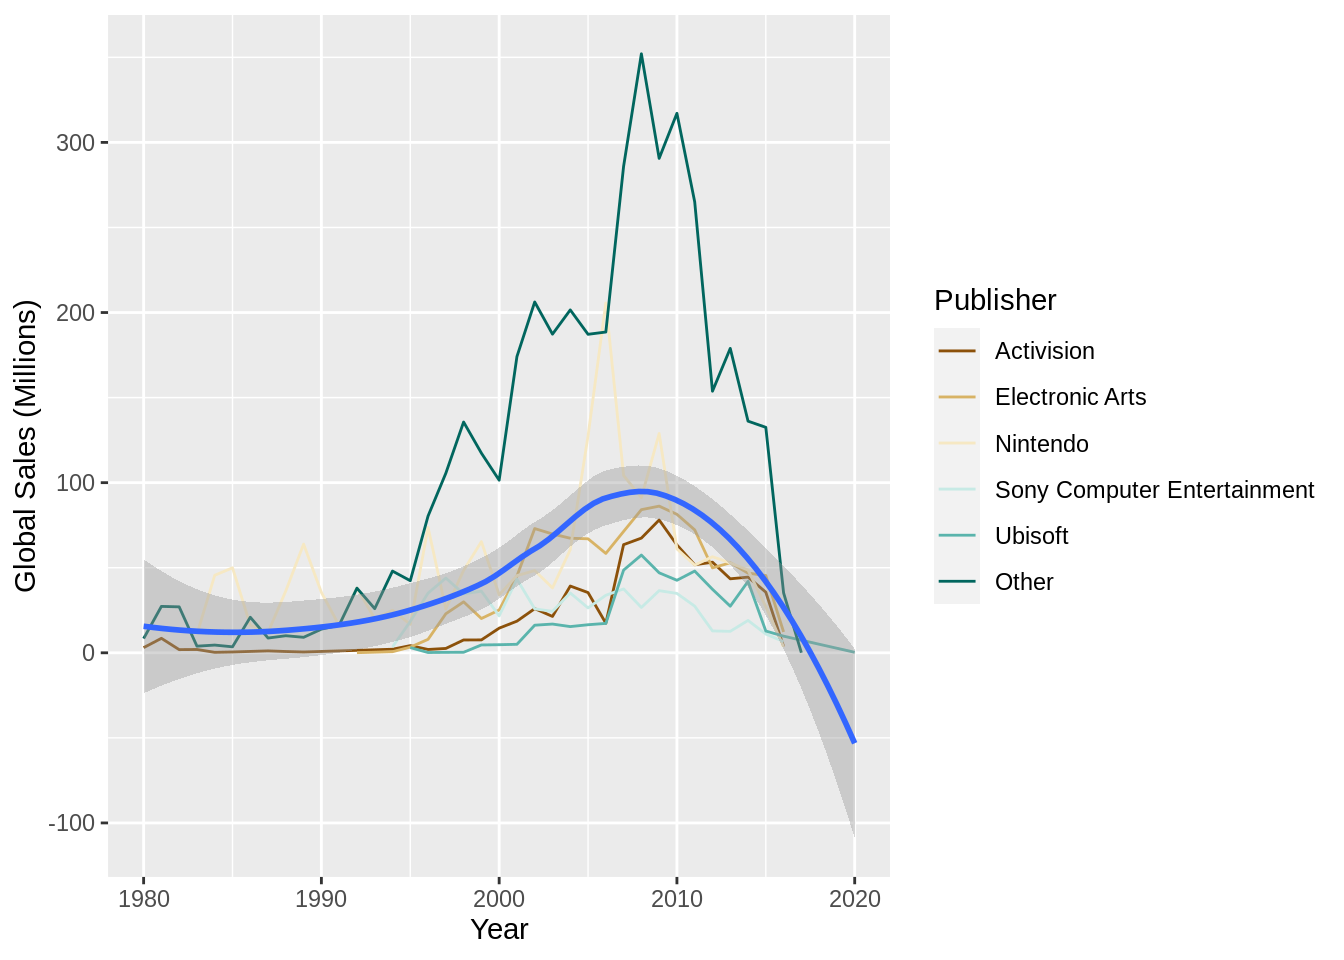 Global Sales (Millions)
300
200
100
0
-100
1980 1990 2000 2010 2020
Year
Publisher
Activision
Electronic Arts
Nintendo
Sony Computer Entertainment
Ubisoft
Other